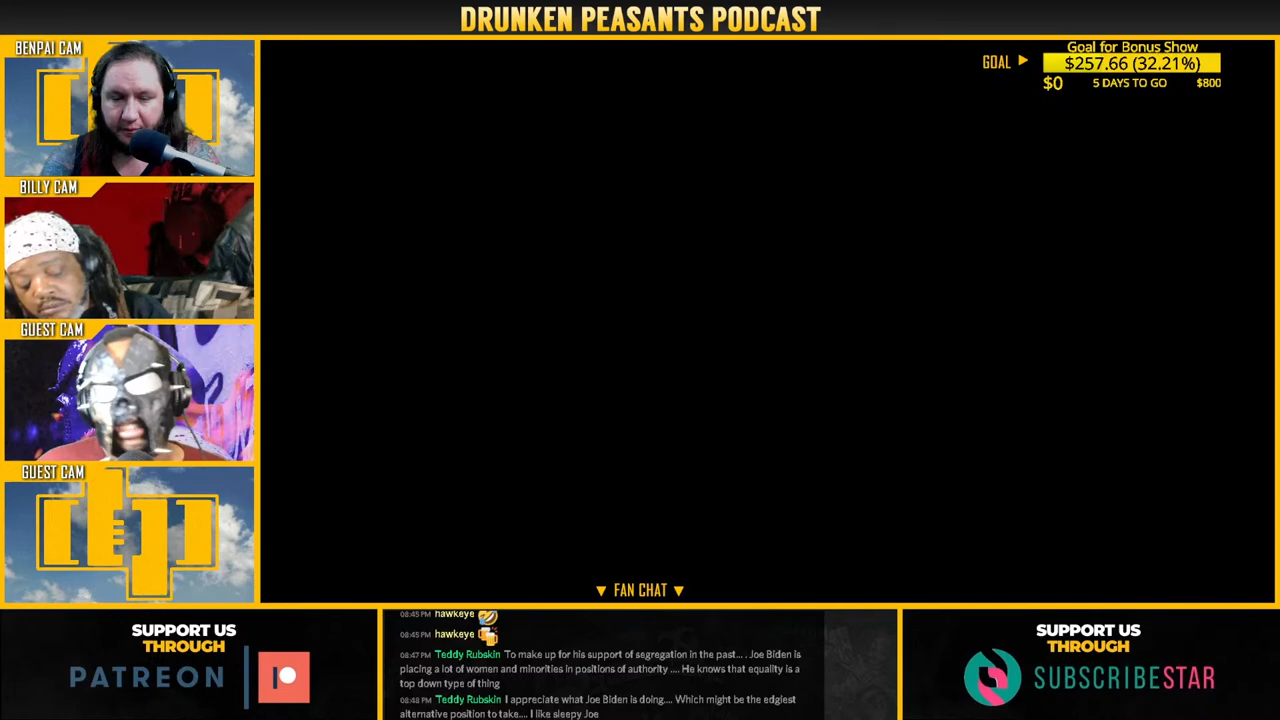 DRUNKEN PEASANTS PODCAST
BENPAI CAM
BILLY CAM
GUEST CAM
GUEST CAM
GOAL
Goal for Bonus Show
$257.66 (32.21%)
$0 5 DAYS TO GO $800
▼ FAN CHAT ▼
SUPPORT US
THROUGH
PATREON
08:45 PM hawkeye 🤣
08:45 PM hawkeye 🍻
08:47 PM Teddy Rubskin To make up for his support of segregation in the past... . Joe Biden is
placing a lot of women and minorities in positions of authority .... He knows that equality is a
top down type of thing
08:48 PM Teddy Rubskin I appreciate what Joe Biden is doing.... Which might be the edgiest
alternative position to take.... I like sleepy Joe
SUPPORT US
THROUGH
SUBSCRIBESTAR